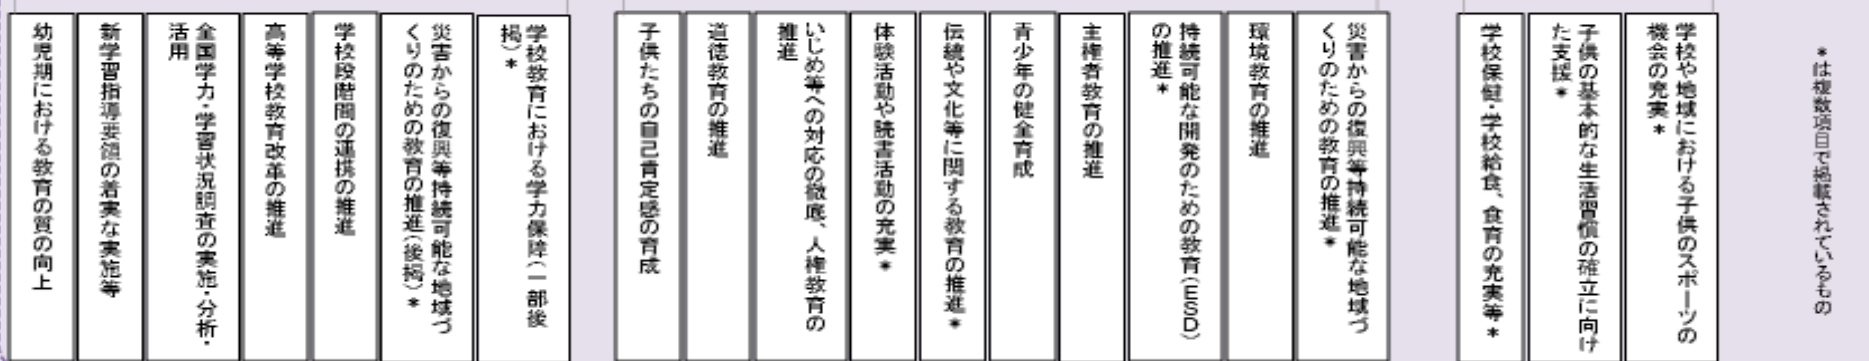 幼児期における教育の質の向上
新学習指導要領の着実な実施等
全国学力・学習状況調査の実施・分析・
活用
高等学校教育改革の推進
学校段階間の連携の推進
災害からの復興等持続可能な地域づ
くりのための教育の推進（後掲）＊
学校教育における学力保障（一部後
掲）＊
子供たちの自己肯定感の育成
道徳教育の推進
いじめ等への対応の徹底、人権教育の
推進
体験活動や読書活動の充実＊
伝統や文化等に関する教育の推進＊
青少年の健全育成
主権者教育の推進
持続可能な開発のための教育（ESD）
の推進＊
環境教育の推進
災害からの復興等持続可能な地域づ
くりのための教育の推進＊
学校保健・学校給食、食育の充実等＊
子供の基本的な生活習慣の確立に向け
た支援＊
学校や地域における子供のスポーツの
機会の充実＊
＊は複数項目で掲載されているもの